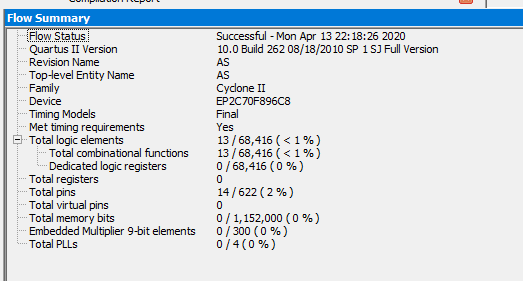 Compilation Report
Flow Summary
Flow Status Successful - Mon Apr 13 22:18:26 2020
Quartus II Version 10.0 Build 262 08/18/2010 SP 1 SJ Full Version
Revision Name AS
Top-level Entity Name AS
Family Cyclone II
Device EP2C70F896C8
Timing Models Final
Met timing requirements Yes
Total logic elements 13 / 68,416 ( < 1 % )
Total combinational functions 13 / 68,416 ( < 1 % )
Dedicated logic registers 0 / 68,416 ( 0 % )
Total registers 0
Total pins 14 / 622 ( 2 % )
Total virtual pins 0
Total memory bits 0 / 1,152,000 ( 0 % )
Embedded Multiplier 9-bit elements 0 / 300 ( 0 % )
Total PLLs 0 / 4 ( 0 % )